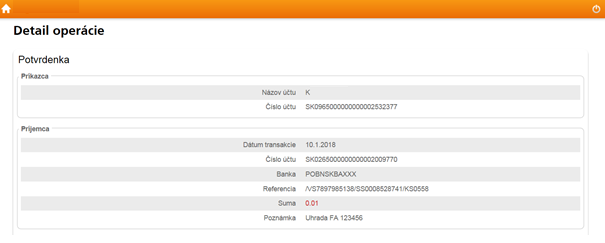 Detail operácie
Potvrdenka
Príkazca
Názov účtu K
Číslo účtu SK0965000000000002532377
Príjemca
Dátum transakcie 10.1.2018
Číslo účtu SK0265000000000002009770
Banka POBNSKBAXXX
Referencia /VS7897985138/SS0008528741/KS0558
Suma 0.01
Poznámka Uhrada FA 123456